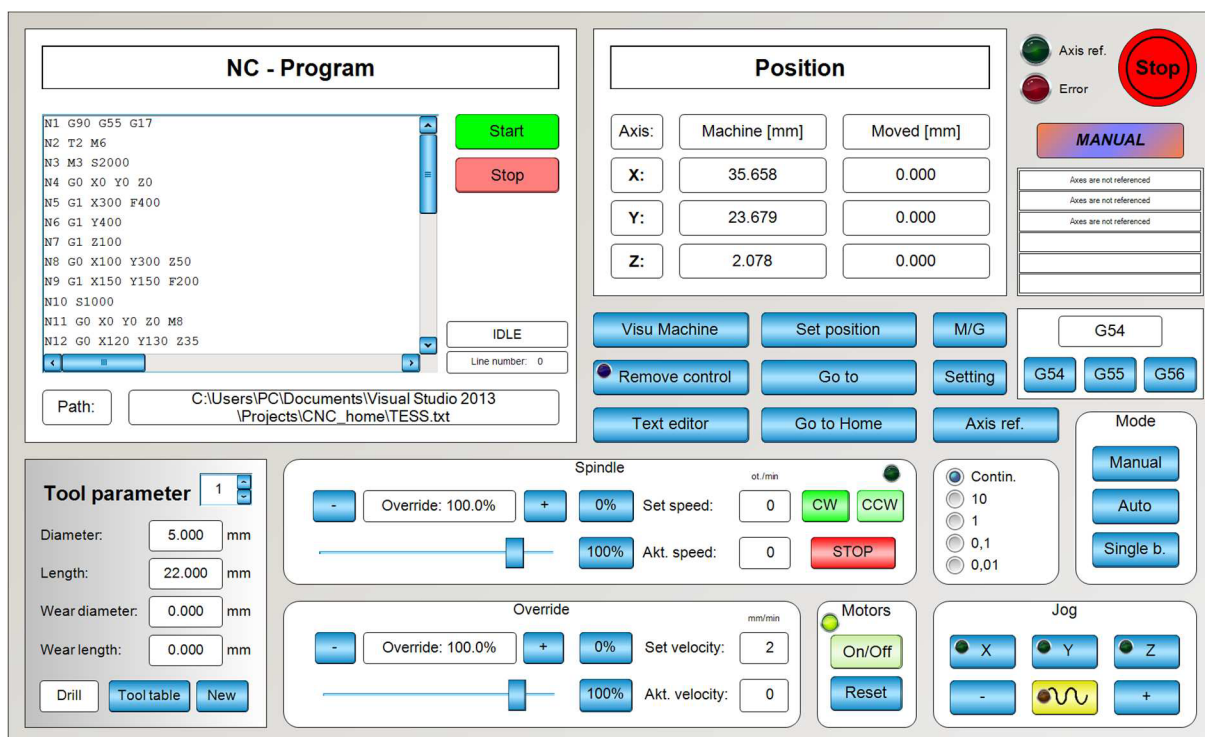 NC - Program
N1 G90 G55 G17
N2 T2 M6
N3 M3 S2000
N4 G0 X0 Y0 Z0
N5 G1 X300 F400
N6 G1 Y400
N7 G1 Z100
N8 G0 X100 Y300 Z50
N9 G1 X150 Y150 F200
N10 S1000
N11 G0 X0 Y0 Z0 M8
N12 G0 X120 Y130 Z35
Start
Stop
IDLE
Line number: 0
Path:
C:\Users\PC\Documents\Visual Studio 2013
\Projects\CNC_home\TESS.txt
Position
Axis: Machine [mm] Moved [mm]
X: 35.658 0.000
Y: 23.679 0.000
Z: 2.078 0.000
Axis ref.
Error
Stop
MANUAL
Axes are not referenced
Axes are not referenced
Axes are not referenced
Visu Machine Set position M/G
Remove control Go to Setting
Text editor Go to Home Axis ref.
G54
G54 G55 G56
Tool parameter 1
Diameter: 5.000 mm
Length: 22.000 mm
Wear diameter: 0.000 mm
Wear length: 0.000 mm
Drill Tool table New
Spindle
ot./min
- Override: 100.0% + 0% Set speed: 0 CW CCW
100% Akt. speed: 0 STOP
Contin.
10
1
0,1
0,01
Mode
Manual
Auto
Single b.
Override
mm/min
- Override: 100.0% + 0% Set velocity: 2
100% Akt. velocity: 0
Motors
On/Off
Reset
Jog
X Y Z
- +